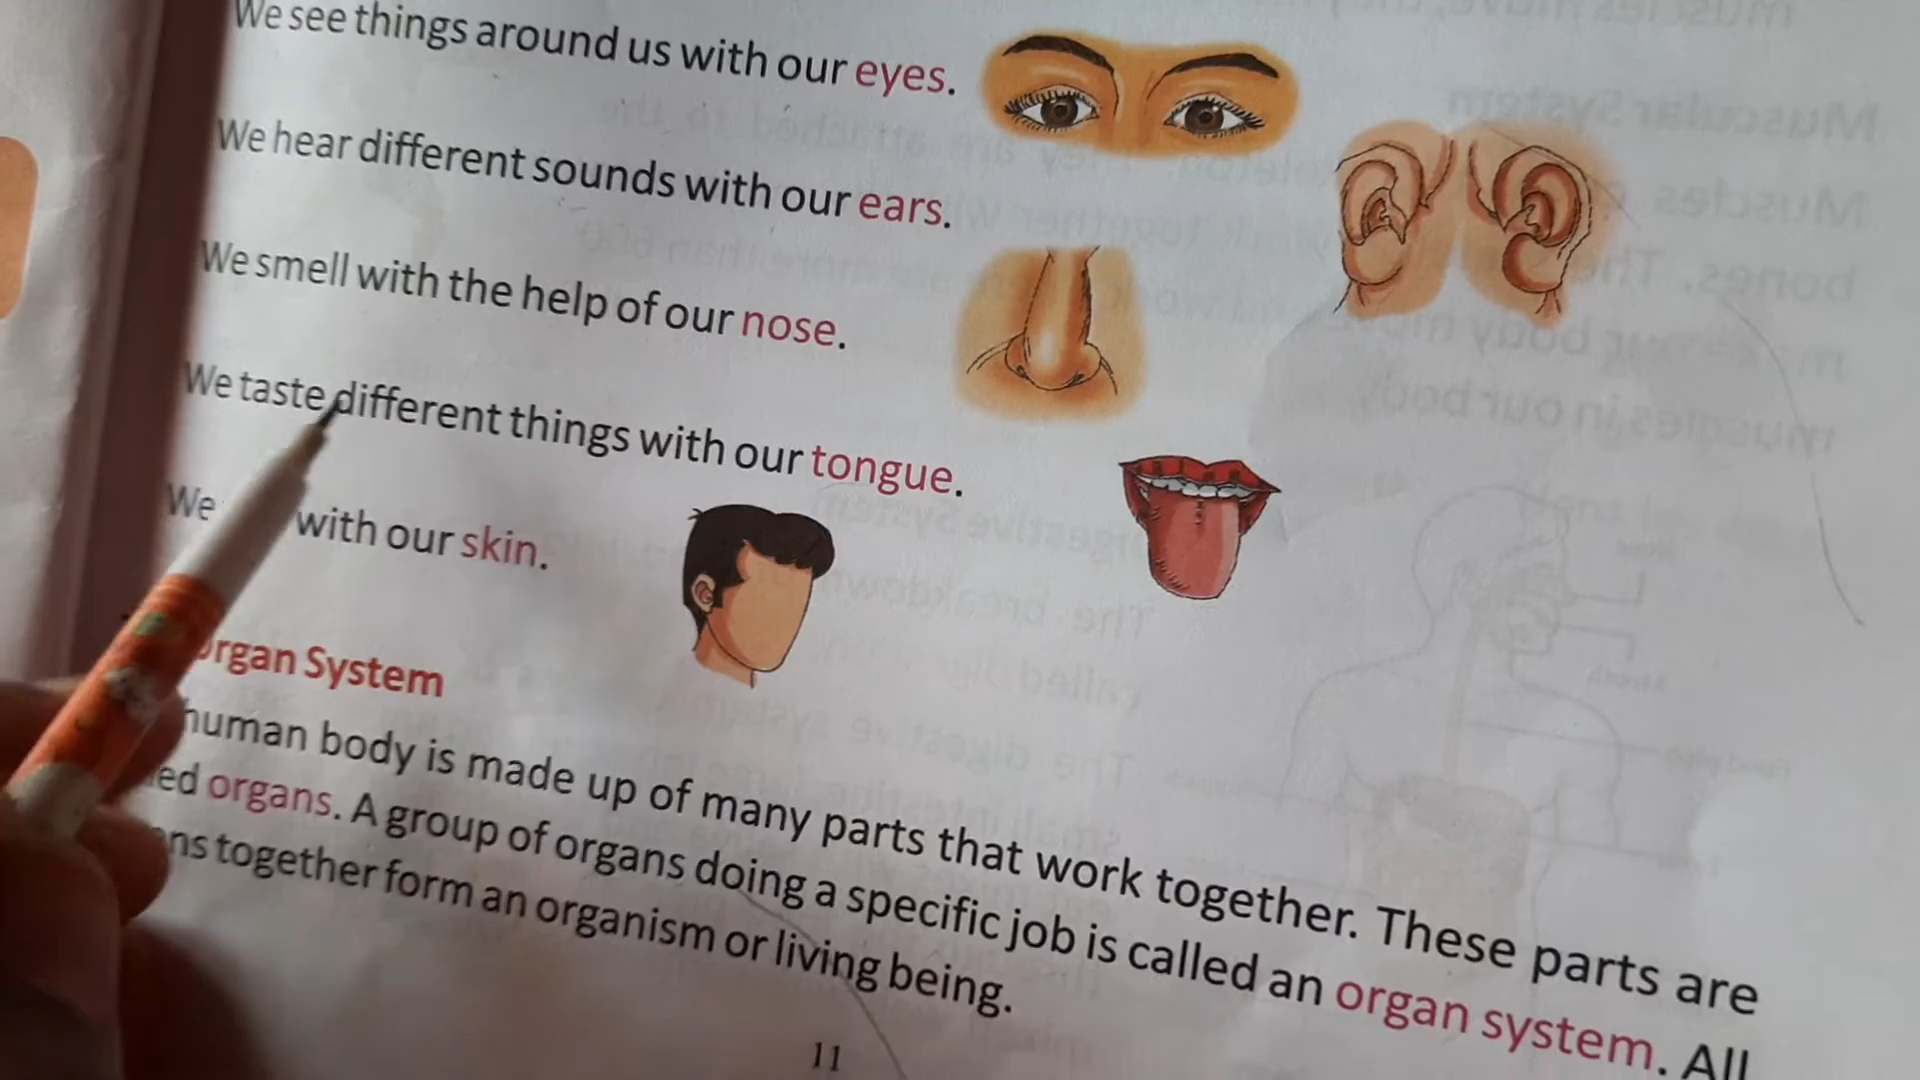 We see things around us with our eyes.
We hear different sounds with our ears.
We smell with the help of our nose.
We taste different things with our tongue.
We with our skin.
Organ System
human body is made up of many parts that work together. These parts are
organs. A group of organs doing a specific job is called an organ system. All
together form an organism or living being.
11